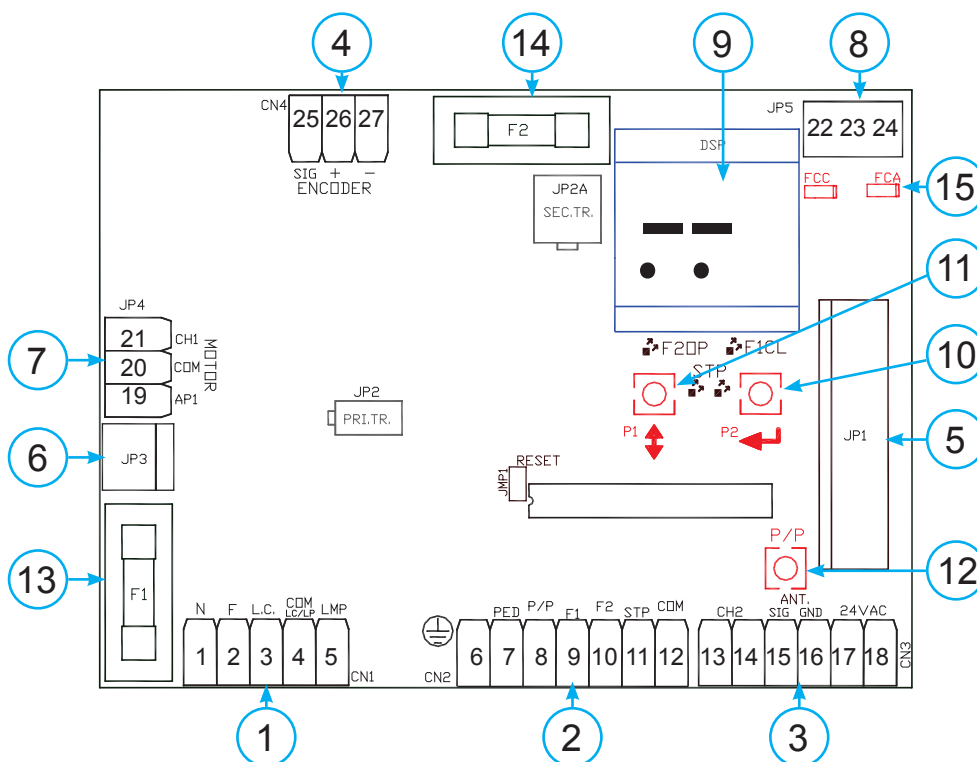 4
14
9
8
CN4
25 26 27
SIG + -
ENCODER
F2
DSP
JP5
22 23 24
FCC
FCA
15
JP2A
SEC.TR.
11
JP4
21
CH1
20
COM
19
AP1
MOTOR
7
F2OP
F1CL
STP
10
JP2
PRI.TR.
P1
P2
JP1
5
6
JP3
RESET
JMP1
P/P
12
13
F1
ANT.
N F L.C. COM LC/LP LMP
1 2 3 4 5
CN1
PED P/P F1 F2 STP COM
CN2
6 7 8 9 10 11 12
CH2 SIG GND 24VAC
13 14 15 16 17 18
CN3
1
2
3